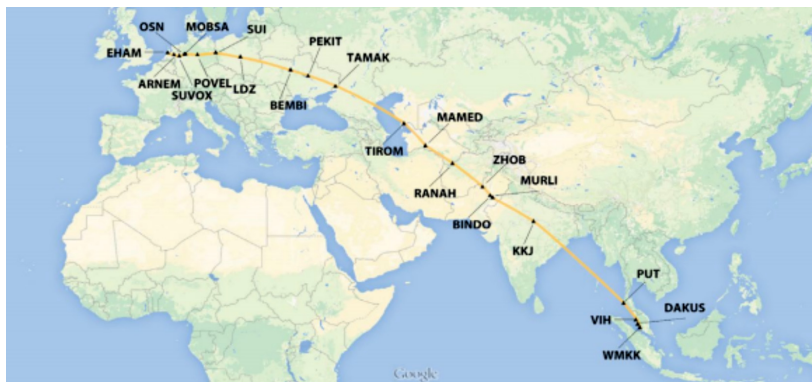 OSN
MOBSA
SUI
EHAM
PEKIT
TAMAK
ARNEM
POVEL
LDZ
SUVOX
BEMBI
MAMED
TIROM
ZHOB
RANAH
MURLI
BINDO
KKJ
PUT
VIH
DAKUS
WMKK
Google